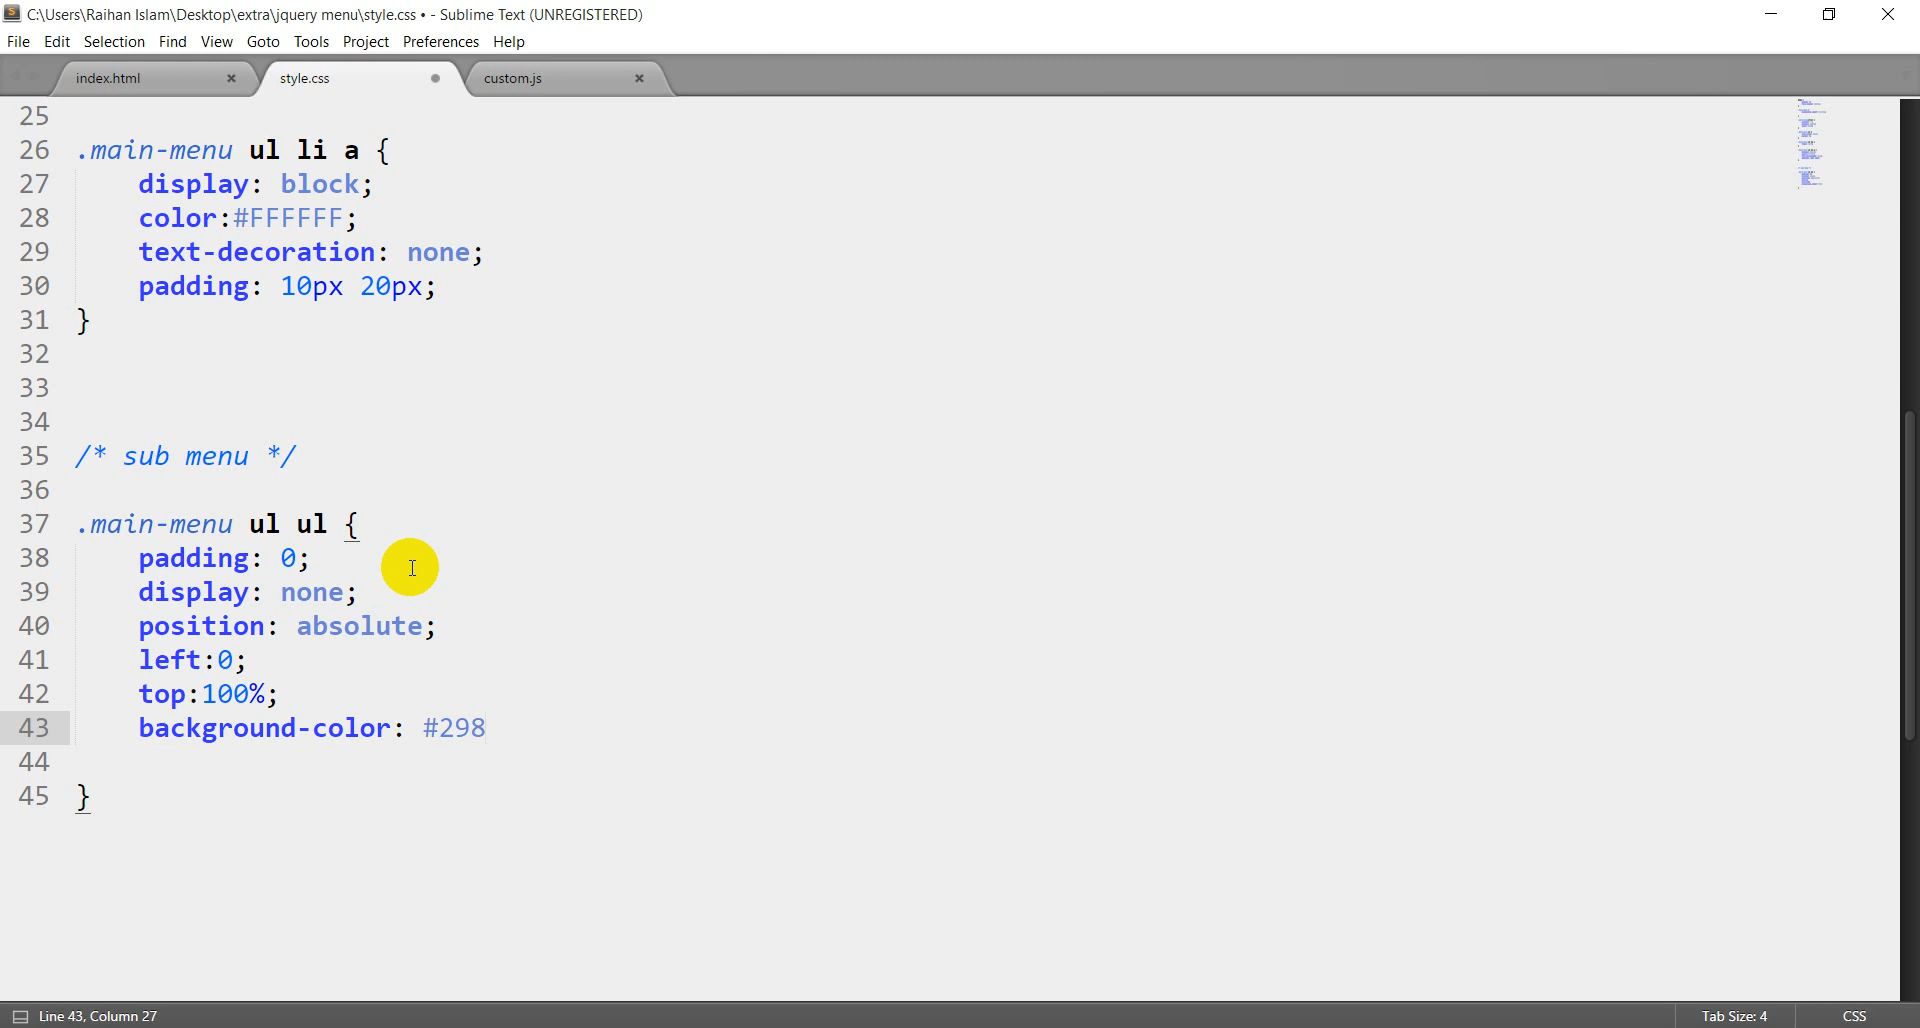 C:\Users\Raihan Islam\Desktop\extra\jquery menu\style.css • - Sublime Text (UNREGISTERED)
File Edit Selection Find View Goto Tools Project Preferences Help
index.html × style.css custom.js ×
25
26 .main-menu ul li a {
27 display: block;
28 color:#FFFFFF;
29 text-decoration: none;
30 padding: 10px 20px;
31 }
32
33
34
35 /* sub menu */
36
37 .main-menu ul ul {
38 padding: 0;
39 display: none;
40 position: absolute;
41 left:0;
42 top:100%;
43 background-color: #298
44
45 }
Line 43, Column 27 Tab Size: 4 CSS